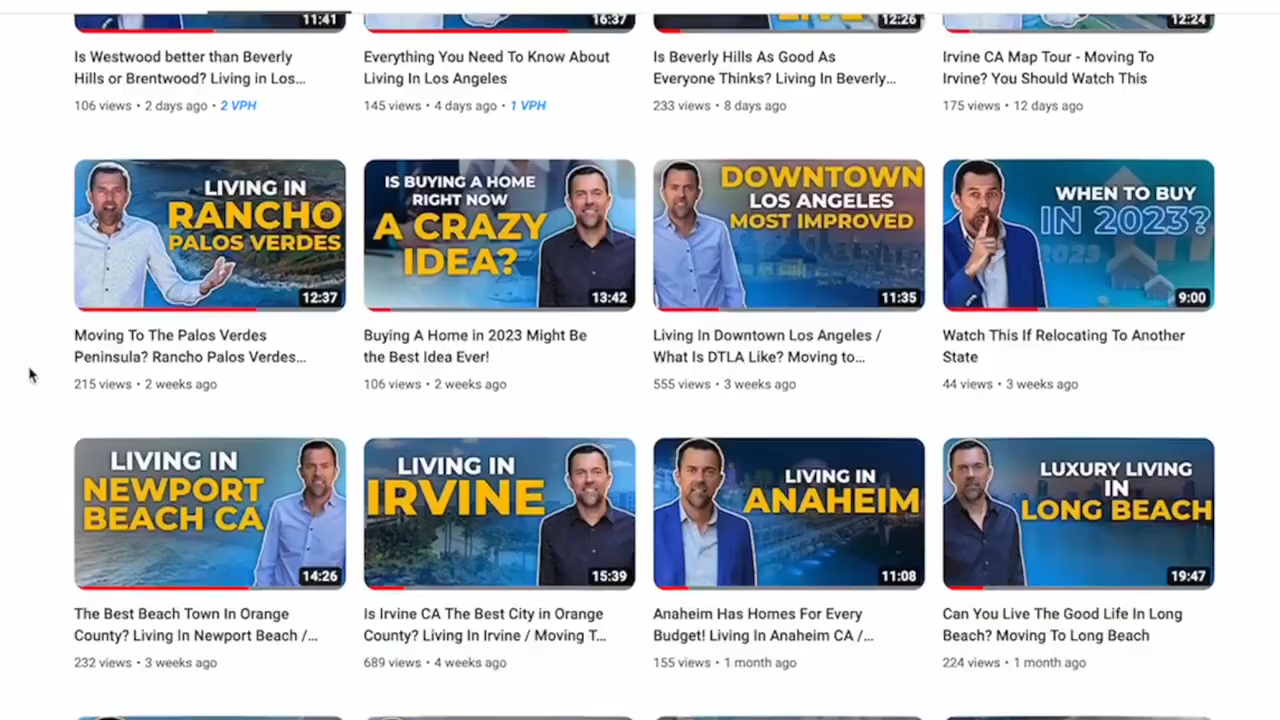 11:41
16:37
LIVE
12:26
12:24
Is Westwood better than Beverly
Hills or Brentwood? Living in Los...
106 views • 2 days ago • 2 VPH
Everything You Need To Know About
Living In Los Angeles
145 views • 4 days ago • 1 VPH
Is Beverly Hills As Good As
Everyone Thinks? Living In Beverly...
233 views • 8 days ago
Irvine CA Map Tour - Moving To
Irvine? You Should Watch This
175 views • 12 days ago
LIVING IN
RANCHO
PALOS VERDES
12:37
IS BUYING A HOME
RIGHT NOW
A CRAZY
IDEA?
13:42
DOWNTOWN
LOS ANGELES
MOST IMPROVED
11:35
WHEN TO BUY
IN 2023?
2023
9:00
Moving To The Palos Verdes
Peninsula? Rancho Palos Verdes...
215 views • 2 weeks ago
Buying A Home in 2023 Might Be
the Best Idea Ever!
106 views • 2 weeks ago
Living In Downtown Los Angeles /
What Is DTLA Like? Moving to...
555 views • 3 weeks ago
Watch This If Relocating To Another
State
44 views • 3 weeks ago
LIVING IN
NEWPORT
BEACH CA
14:26
LIVING IN
IRVINE
15:39
LIVING IN
ANAHEIM
11:08
LUXURY LIVING
IN
LONG BEACH
19:47
The Best Beach Town In Orange
County? Living In Newport Beach /...
232 views • 3 weeks ago
Is Irvine CA The Best City in Orange
County? Living In Irvine / Moving T...
689 views • 4 weeks ago
Anaheim Has Homes For Every
Budget! Living In Anaheim CA /...
155 views • 1 month ago
Can You Live The Good Life In Long
Beach? Moving To Long Beach
224 views • 1 month ago